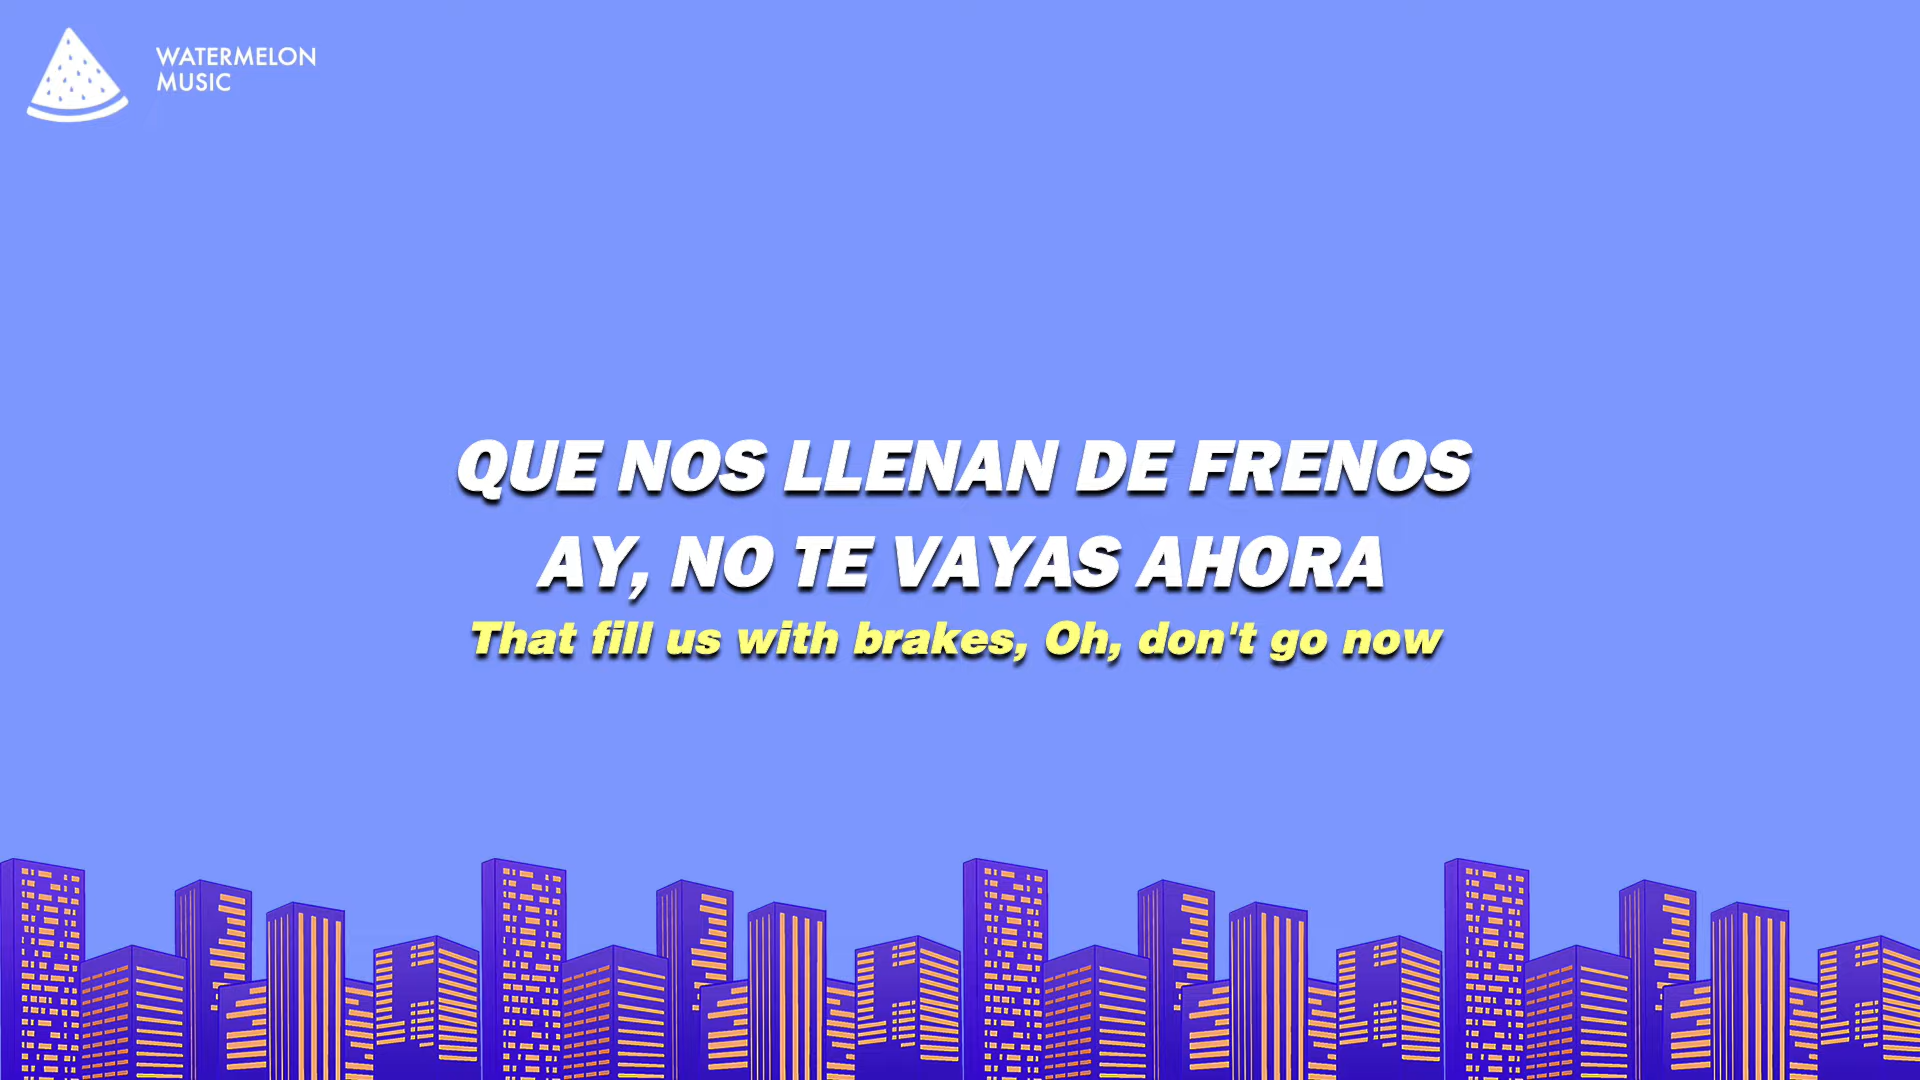 WATERMELON
MUSIC
QUE NOS LLENAN DE FRENOS
AY, NO TE VAYAS AHORA
That fill us with brakes, Oh, don't go now